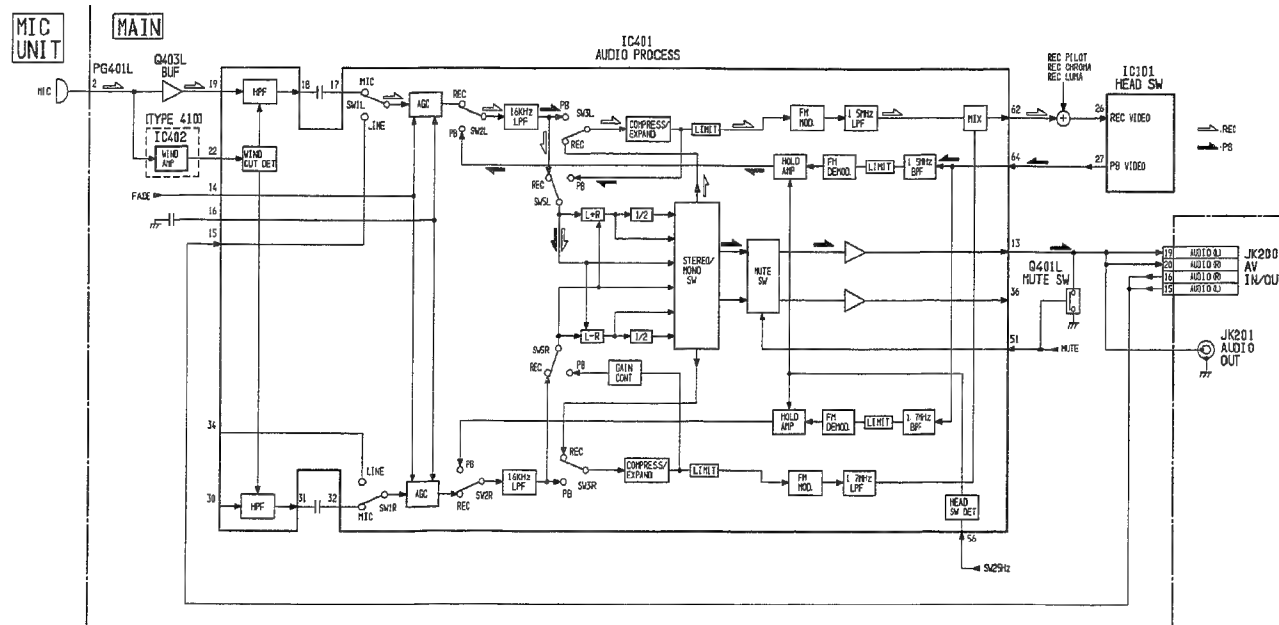 MIC
UNIT
MAIN
IC401
AUDIO PROCESS
PG401L
Q403L
BUF
MIC
2
19
HPF
18
17
MIC
SW1L
LINE
AGC
REC
SW2L
PB
16KHz
LPF
PB
SW3L
REC
COMPRESS/
EXPAND
LIMIT
FM
MOD.
1.5MHz
LPF
MIX
62
REC PILOT
REC CHROMA
REC LUMA
IC101
HEAD SW
26
REC VIDEO
27
PB VIDEO
:REC
:PB
(TYPE 410)
IC402
WIND
AMP
22
WIND
CUT DET
FADE
14
16
15
HOLD
AMP
FM
DEMOD.
LIMIT
1.5MHz
BPF
64
REC
PB
SW5L
L+R
1/2
STEREO/
MONO
SW
MUTE
SW
13
36
51
MUTE
Q401L
MUTE SW
19
AUDIO(L)
20
AUDIO(R)
16
AUDIO(R)
15
AUDIO(L)
JK200
AV
IN/OU
JK201
AUDIO
OUT
L-R
1/2
SW5R
REC
PB
GAIN
CONT
HOLD
AMP
FM
DEMOD.
LIMIT
1.7MHz
BPF
34
LINE
PB
REC
SW3R
PB
COMPRESS/
EXPAND
LIMIT
FM
MOD.
1.7MHz
LPF
30
HPF
31
32
MIC
SW1R
AGC
REC
SW2R
16KHz
LPF
HEAD
SW DET
56
SW25Hz